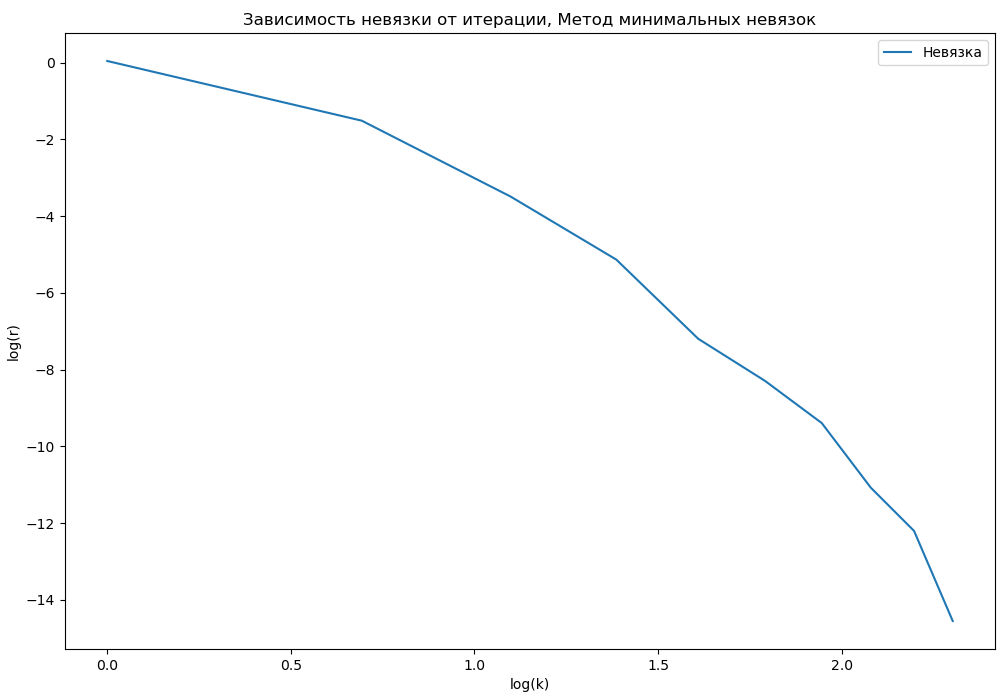 Зависимость невязки от итерации, Метод минимальных невязок
Невязка
0
−2
−4
−6
−8
−10
−12
−14
log(r)
0.0 0.5 1.0 1.5 2.0
log(k)